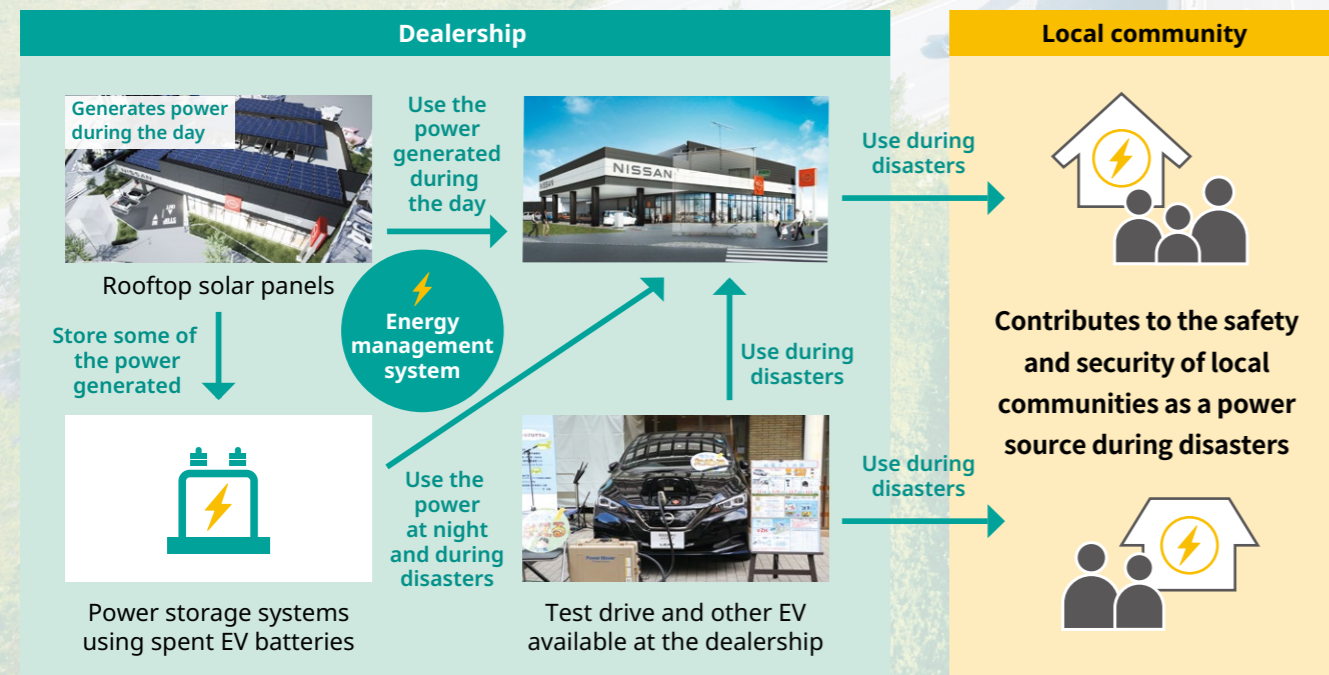 Dealership
Local community
Generates power
during the day
Use the
power
generated
during
the day
NISSAN
NISSAN
Use during
disasters
Rooftop solar panels
Energy
management
system
Store some of
the power
generated
Use during
disasters
Contributes to the safety
and security of local
communities as a power
source during disasters
Use the
power
at night
and during
disasters
Use during
disasters
Power storage systems
using spent EV batteries
Test drive and other EV
available at the dealership